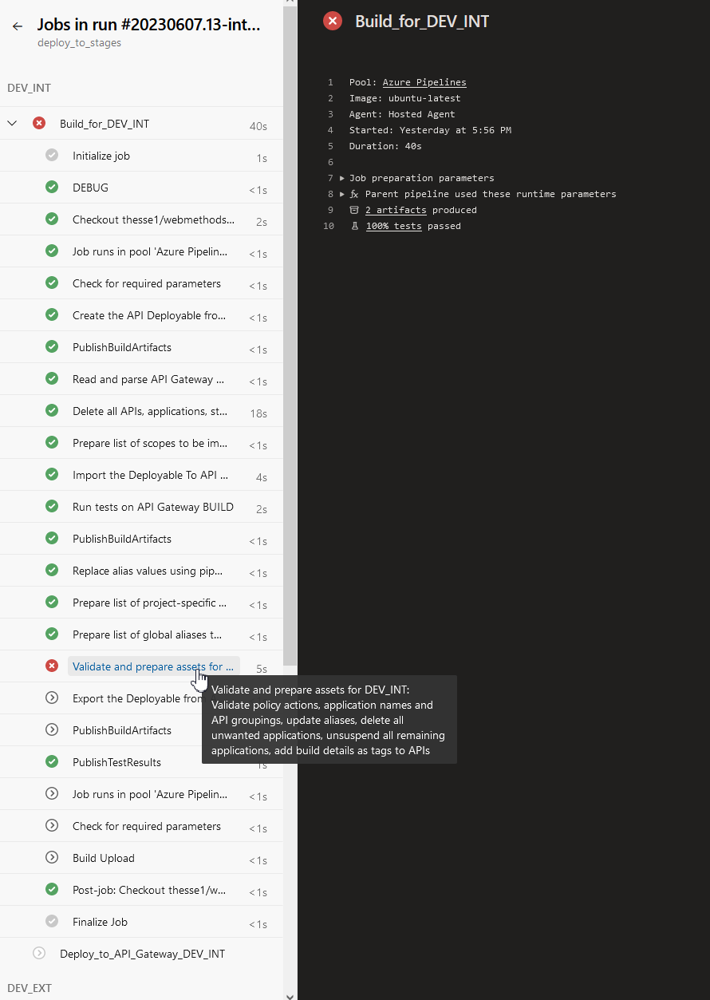 Jobs in run #20230607.13-int...
deploy_to_stages
DEV_INT
Build_for_DEV_INT 40s
Initialize job 1s
DEBUG <1s
Checkout thesse1/webmethods... 2s
Job runs in pool 'Azure Pipelin... <1s
Check for required parameters <1s
Create the API Deployable fro... <1s
PublishBuildArtifacts <1s
Read and parse API Gateway ... <1s
Delete all APIs, applications, st... 18s
Prepare list of scopes to be im... <1s
Import the Deployable To API ... 4s
Run tests on API Gateway BUILD 2s
PublishBuildArtifacts <1s
Replace alias values using pip... <1s
Prepare list of project-specific ... <1s
Prepare list of global aliases t... <1s
Validate and prepare assets for ... 5s
Export the Deployable from
PublishBuildArtifacts
PublishTestResults 1s
Job runs in pool 'Azure Pipelin... <1s
Check for required parameters <1s
Build Upload <1s
Post-job: Checkout thesse1/w... <1s
Finalize Job <1s
Deploy_to_API_Gateway_DEV_INT
DEV_EXT
Validate and prepare assets for DEV_INT:
Validate policy actions, application names and
API groupings, update aliases, delete all
unwanted applications, unsuspend all remaining
applications, add build details as tags to APIs
Build_for_DEV_INT
1 Pool: Azure Pipelines
2 Image: ubuntu-latest
3 Agent: Hosted Agent
4 Started: Yesterday at 5:56 PM
5 Duration: 40s
6
7 Job preparation parameters
8 fx Parent pipeline used these runtime parameters
9 2 artifacts produced
10 100% tests passed